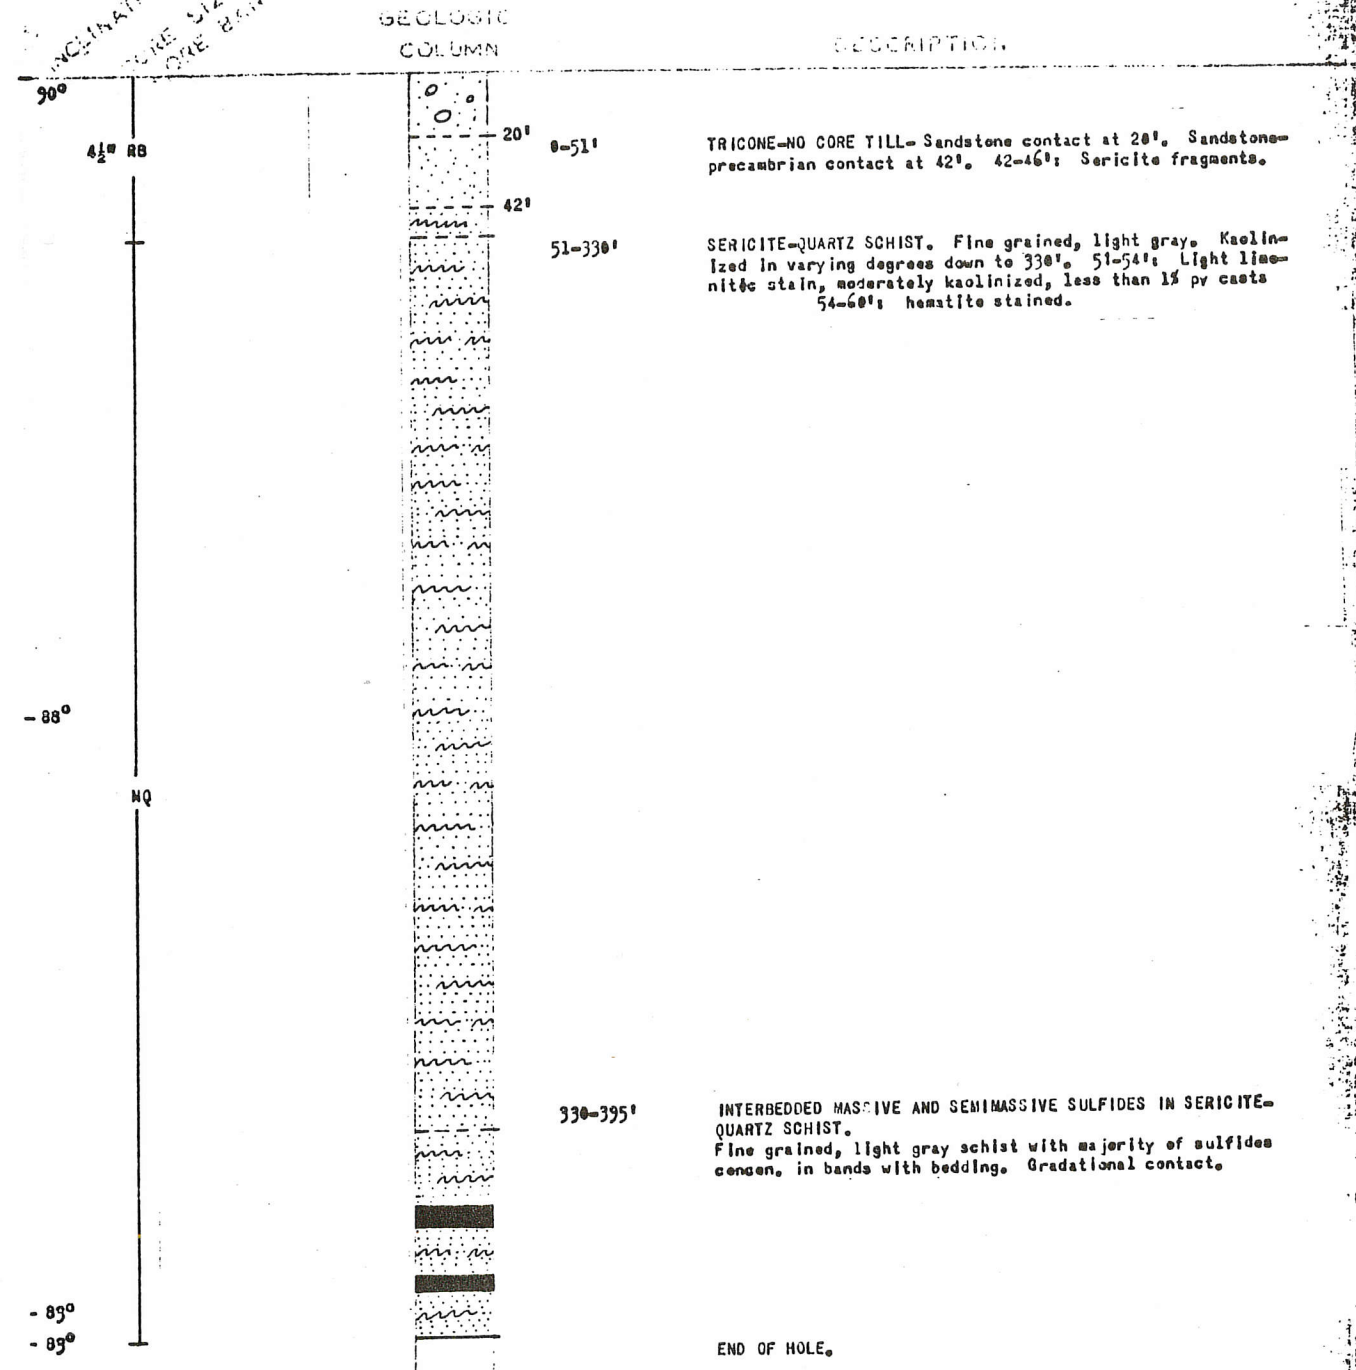 GEOLOGIC
COLUMN
DESCRIPTION
90°
4½" RB
20'
0-51'
TRICONE-NO CORE TILL- Sandstone contact at 20'. Sandstone-
precambrian contact at 42'. 42-46': Sericite fragments.
42'
51-330'
SERICITE-QUARTZ SCHIST. Fine grained, light gray. Kaolin-
ized in varying degrees down to 330'. 51-54': Light limo-
nitic stain, moderately kaolinized, less than 1% py casts
54-60': hematite stained.
- 88°
NQ
330-395'
INTERBEDDED MASSIVE AND SEMIMASSIVE SULFIDES IN SERICITE-
QUARTZ SCHIST.
Fine grained, light gray schist with majority of sulfides
concen. in bands with bedding. Gradational contact.
- 89°
- 89°
END OF HOLE.